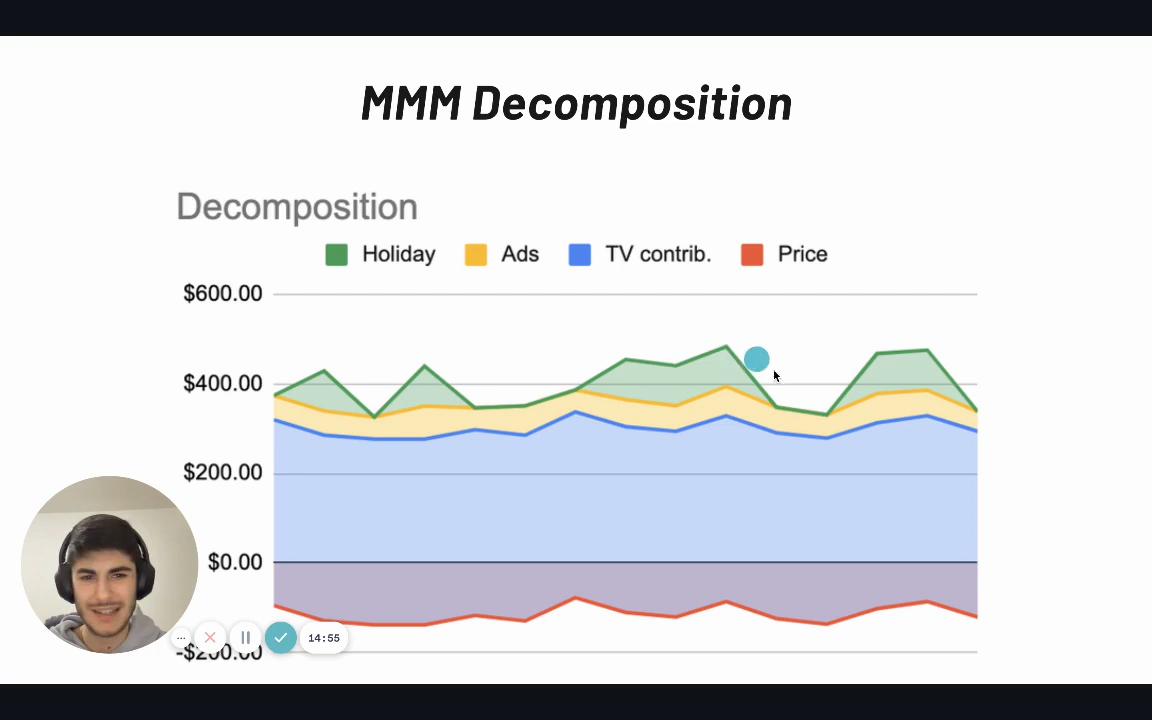 MMM Decomposition
Decomposition
Holiday Ads TV contrib. Price
$600.00
$400.00
$200.00
$0.00
-$200.00
14:55